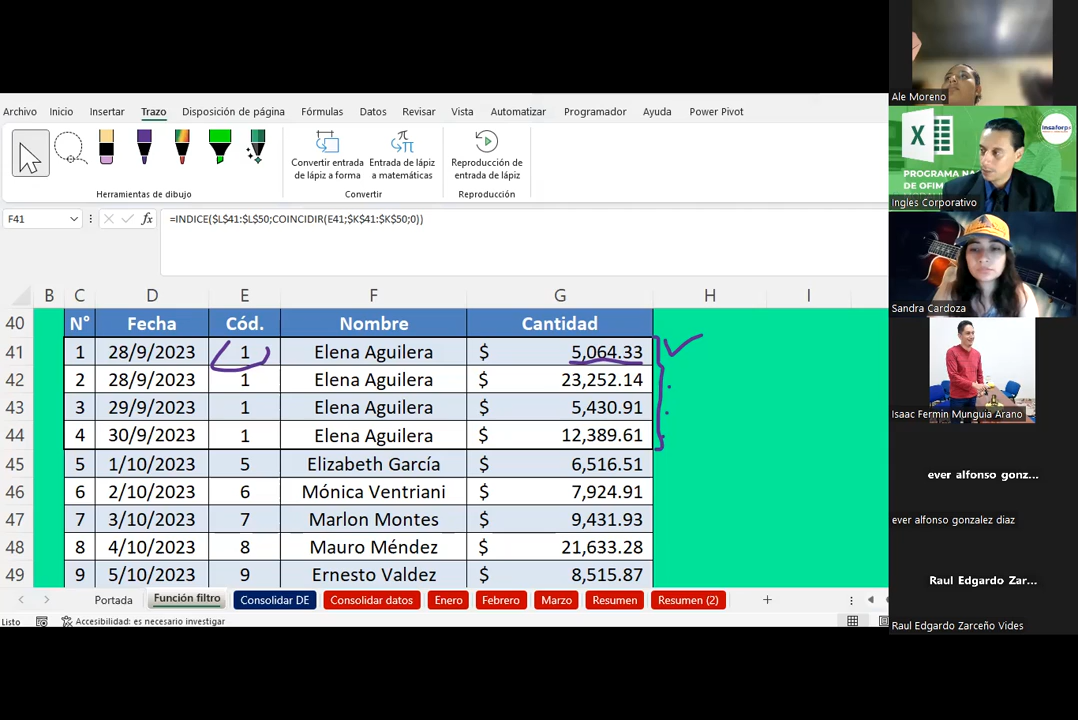 Archivo Inicio Insertar Trazo Disposición de página Fórmulas Datos Revisar Vista Automatizar Programador Ayuda Power Pivot
Convertir entrada de lápiz a forma
Entrada de lápiz a matemáticas
Reproducción de entrada de lápiz
Herramientas de dibujo Convertir Reproducción
F41 fx =INDICE($L$41:$L$50;COINCIDIR(E41;$K$41:$K$50;0))
B C D E F G H I
40 N° Fecha Cód. Nombre Cantidad
41 1 28/9/2023 1 Elena Aguilera $ 5,064.33
42 2 28/9/2023 1 Elena Aguilera $ 23,252.14
43 3 29/9/2023 1 Elena Aguilera $ 5,430.91
44 4 30/9/2023 1 Elena Aguilera $ 12,389.61
45 5 1/10/2023 5 Elizabeth García $ 6,516.51
46 6 2/10/2023 6 Mónica Ventriani $ 7,924.91
47 7 3/10/2023 7 Marlon Montes $ 9,431.93
48 8 4/10/2023 8 Mauro Méndez $ 21,633.28
49 9 5/10/2023 9 Ernesto Valdez $ 8,515.87
Portada Función filtro Consolidar DE Consolidar datos Enero Febrero Marzo Resumen Resumen (2)
Listo Accesibilidad: es necesario investigar
Ale Moreno
insaforp
PROGRAMA NA
DE OFIM
Ingles Corporativo
Sandra Cardoza
Isaac Fermin Munguia Arano
ever alfonso gonz...
ever alfonso gonzalez diaz
Raul Edgardo Zar...
Raul Edgardo Zarceño Vides